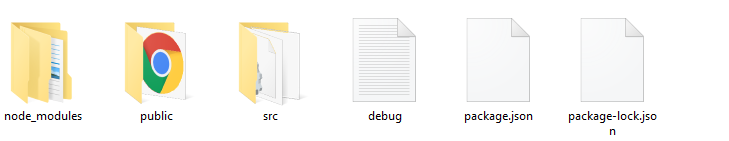 node_modules
public
src
debug
package.json
package-lock.jso
n